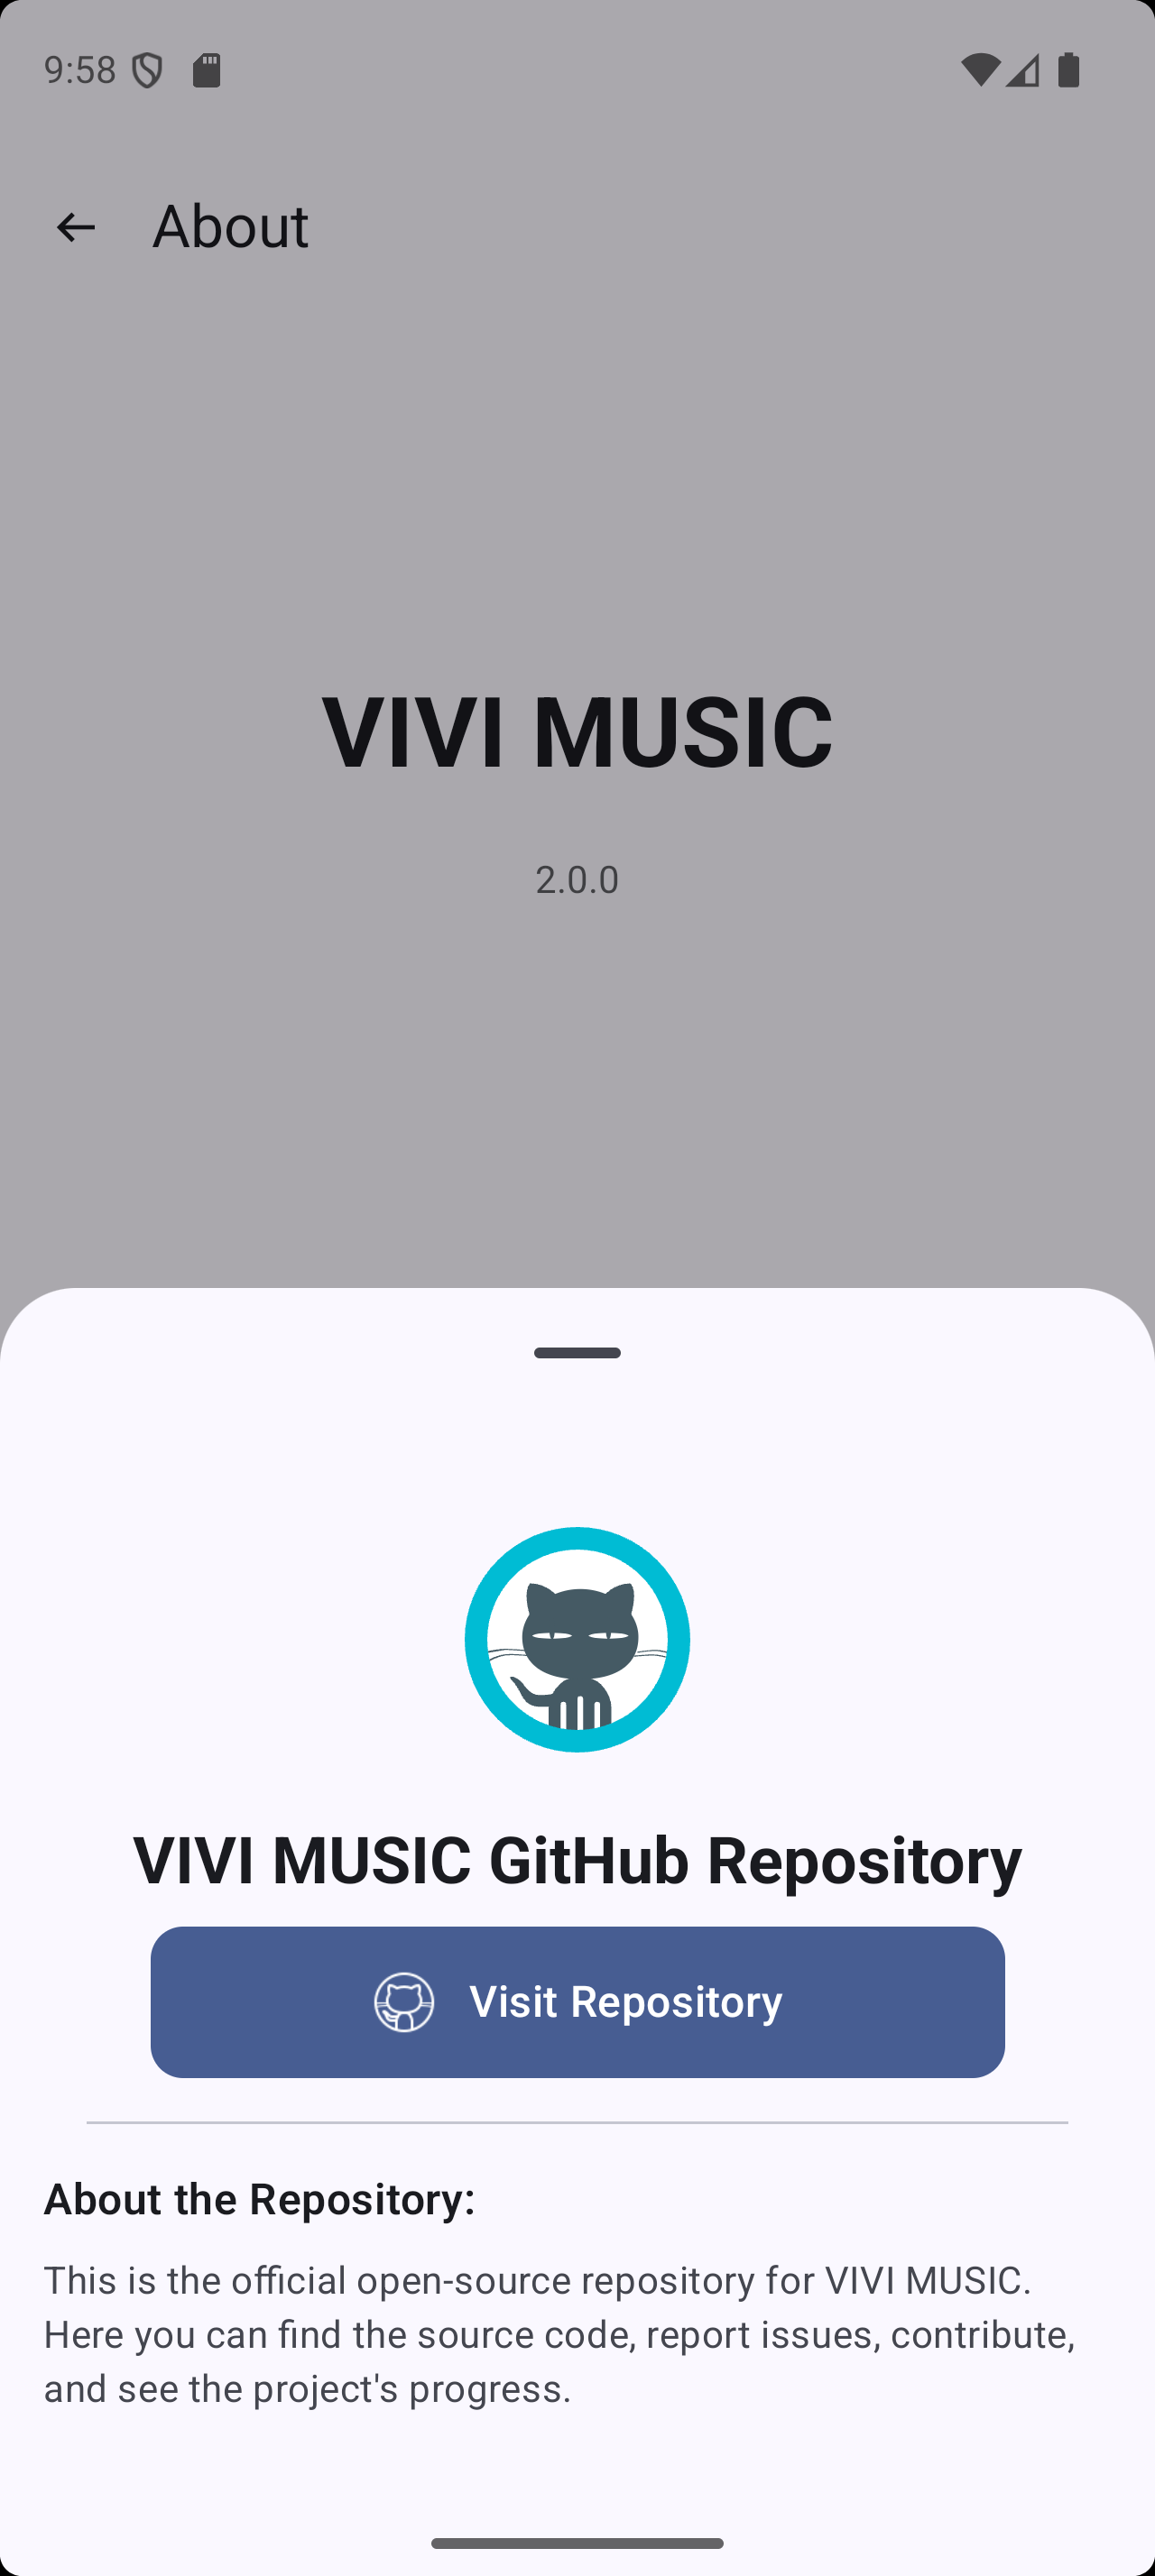 9:58
About
VIVI MUSIC
2.0.0
VIVI MUSIC GitHub Repository
Visit Repository
About the Repository:
This is the official open-source repository for VIVI MUSIC.
Here you can find the source code, report issues, contribute,
and see the project's progress.